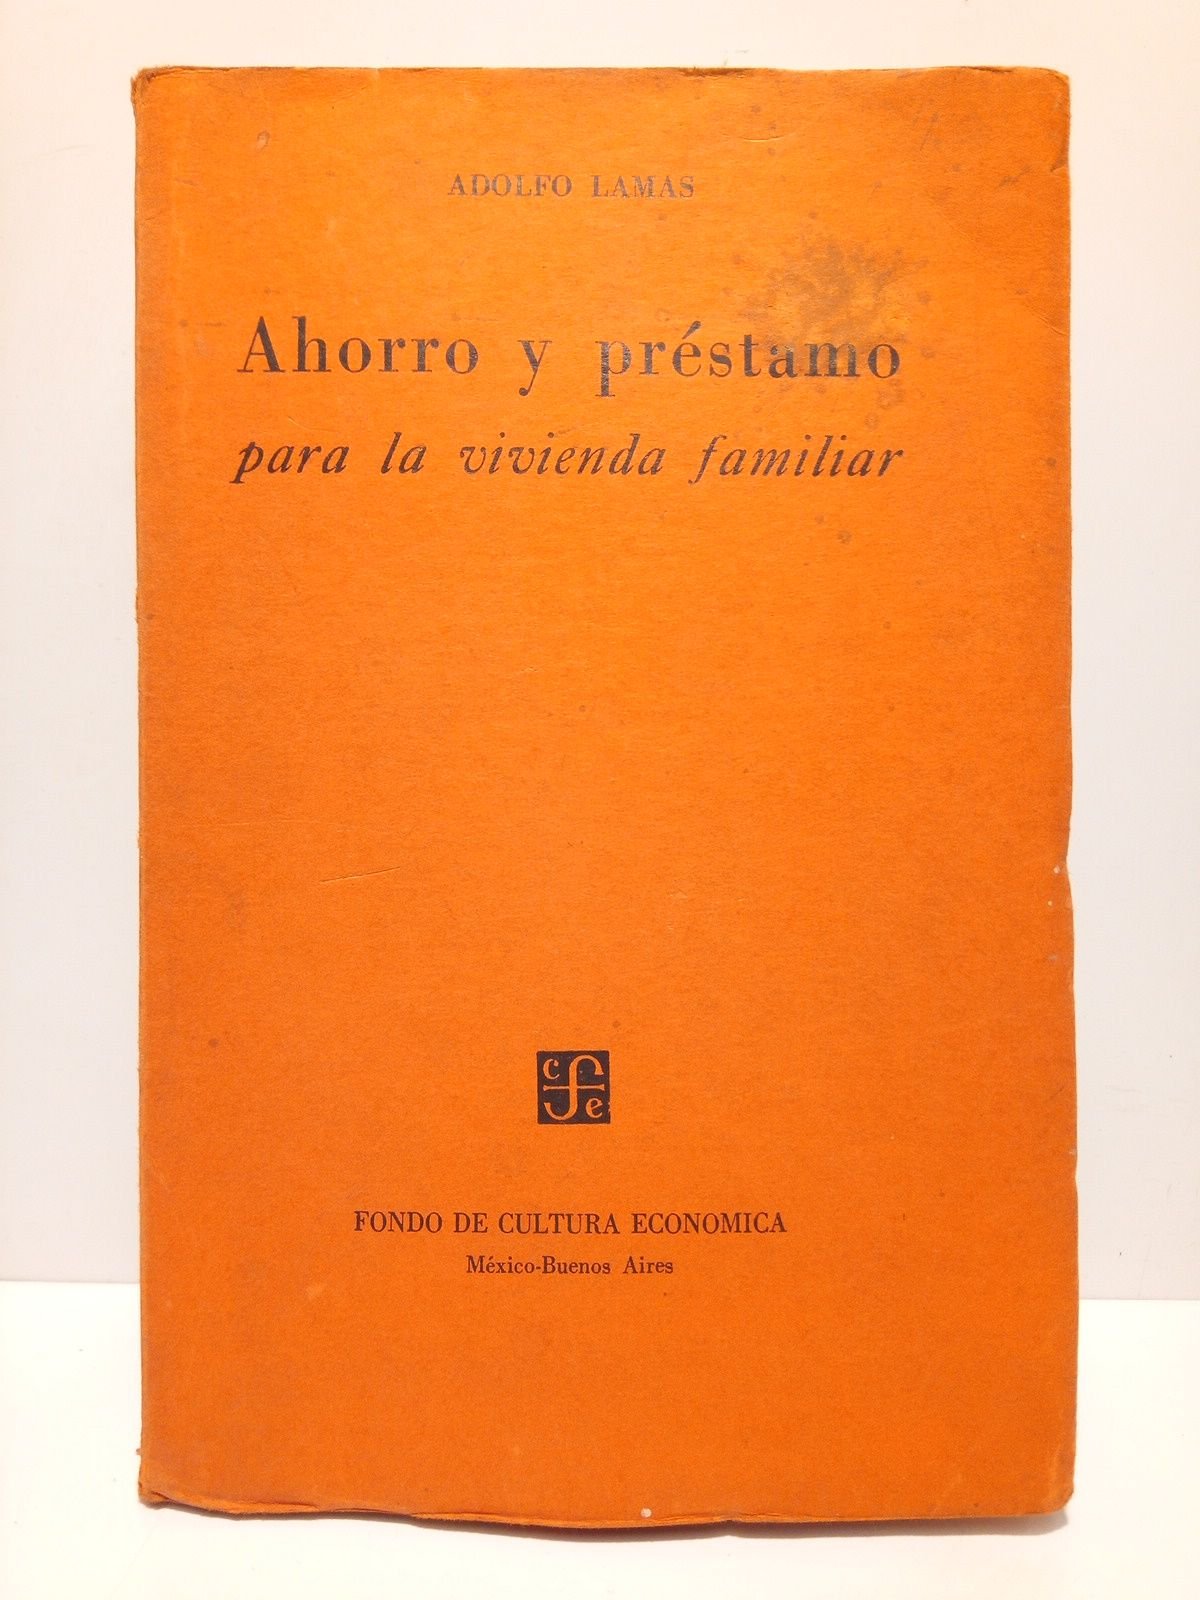 ADOLFO LAMAS
Ahorro y préstamo
para la vivienda familiar
c f e
FONDO DE CULTURA ECONOMICA
México-Buenos Aires